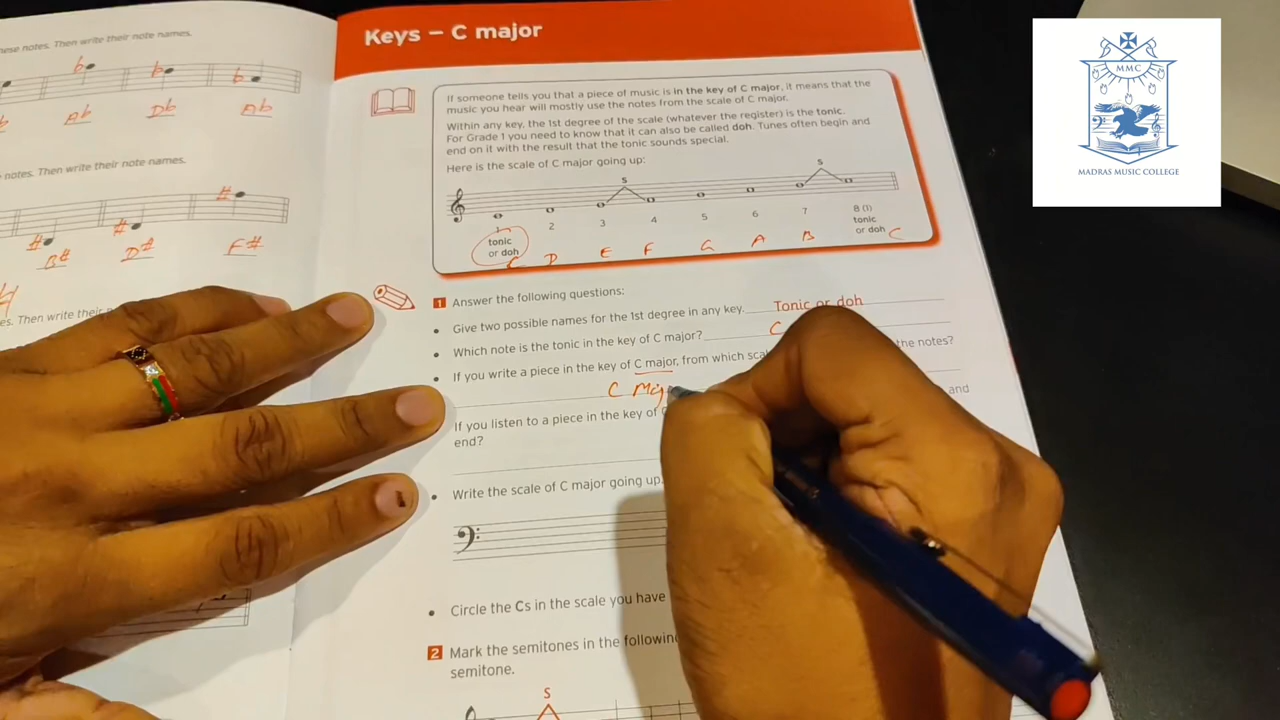 hese notes. Then write their note names.
b b b
Ab Db Ab
notes. Then write their note names.
# # #
B# D# F#
es. Then write their
Keys – C major
If someone tells you that a piece of music is in the key of C major, it means that the
music you hear will mostly use the notes from the scale of C major.
Within any key, the 1st degree of the scale (whatever the register) is the tonic.
For Grade 1 you need to know that it can also be called doh. Tunes often begin and
end on it with the result that the tonic sounds special.
Here is the scale of C major going up:
S S
1 2 3 4 5 6 7 8 (1)
tonic tonic
or doh or doh
C D E F G A B C
1 Answer the following questions:
• Give two possible names for the 1st degree in any key. Tonic or doh
• Which note is the tonic in the key of C major? C
• If you write a piece in the key of C major, from which scal the notes?
C Maj
If you listen to a piece in the key of and
end?
• Write the scale of C major going up.
• Circle the Cs in the scale you have
2 Mark the semitones in the following
semitone.
S
MMC
MADRAS MUSIC COLLEGE